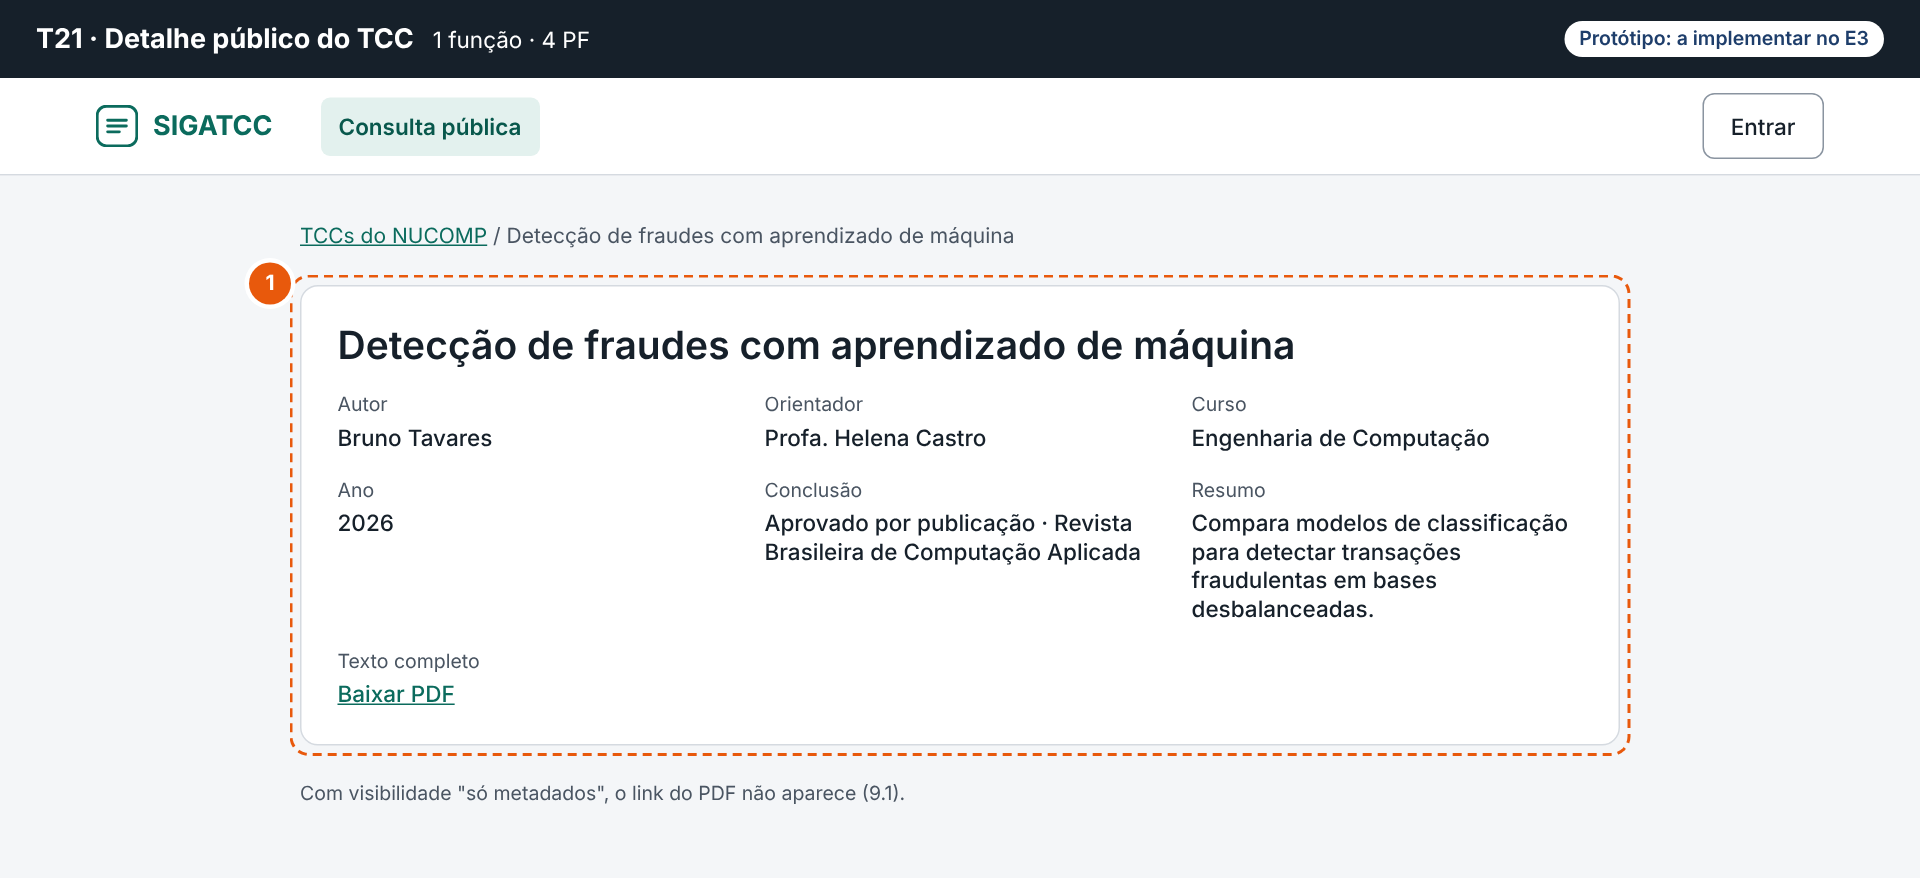 T21 · Detalhe público do TCC 1 função · 4 PF
Protótipo: a implementar no E3
SIGATCC
Consulta pública
Entrar
TCCs do NUCOMP / Detecção de fraudes com aprendizado de máquina
1
Detecção de fraudes com aprendizado de máquina
Autor
Bruno Tavares
Orientador
Profa. Helena Castro
Curso
Engenharia de Computação
Ano
2026
Conclusão
Aprovado por publicação · Revista
Brasileira de Computação Aplicada
Resumo
Compara modelos de classificação
para detectar transações
fraudulentas em bases
desbalanceadas.
Texto completo
Baixar PDF
Com visibilidade "só metadados", o link do PDF não aparece (9.1).